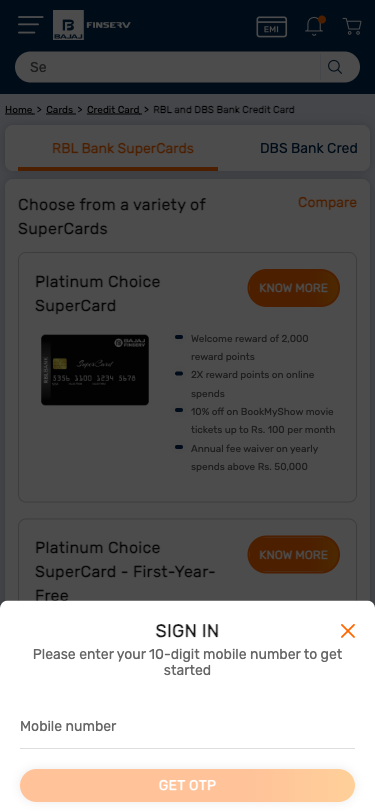 BAJAJ FINSERV
EMI
Se
Home > Cards > Credit Card > RBL and DBS Bank Credit Card
RBL Bank SuperCards
DBS Bank Cred
Choose from a variety of
SuperCards
Compare
Platinum Choice
SuperCard
KNOW MORE
BAJAJ
FINSERV
SuperCard
5356 1100 1234 5678
Welcome reward of 2,000
reward points
2X reward points on online
spends
10% off on BookMyShow movie
tickets up to Rs. 100 per month
Annual fee waiver on yearly
spends above Rs. 50,000
Platinum Choice
SuperCard - First-Year-
Free
KNOW MORE
SIGN IN
Please enter your 10-digit mobile number to get
started
Mobile number
GET OTP